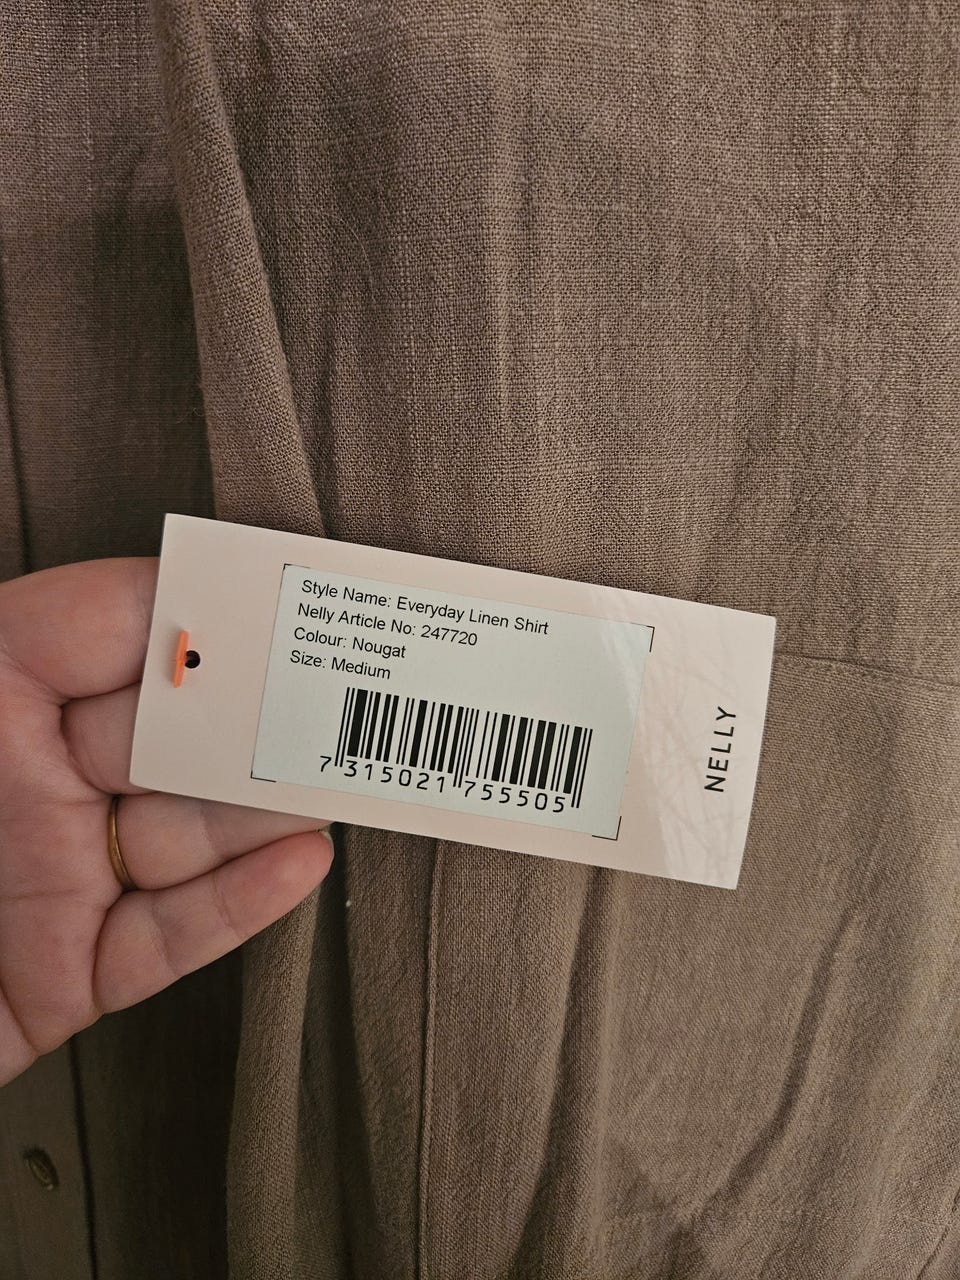 Style Name: Everyday Linen Shirt
Nelly Article No: 247720
Colour: Nougat
Size: Medium
7 315021 755505
NELLY